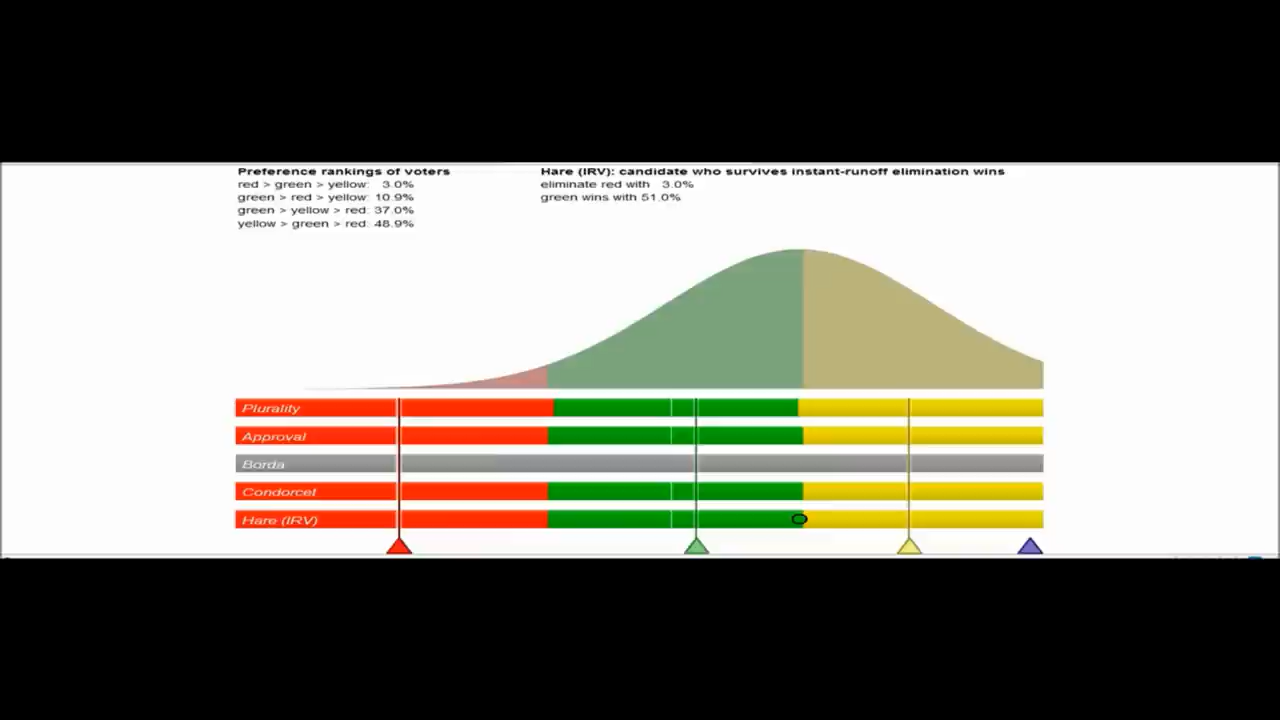 Preference rankings of voters
red > green > yellow: 3.0%
green > red > yellow: 10.9%
green > yellow > red: 37.0%
yellow > green > red: 48.9%
Hare (IRV): candidate who survives instant-runoff elimination wins
eliminate red with 3.0%
green wins with 51.0%
Plurality
Approval
Borda
Condorcet
Hare (IRV)